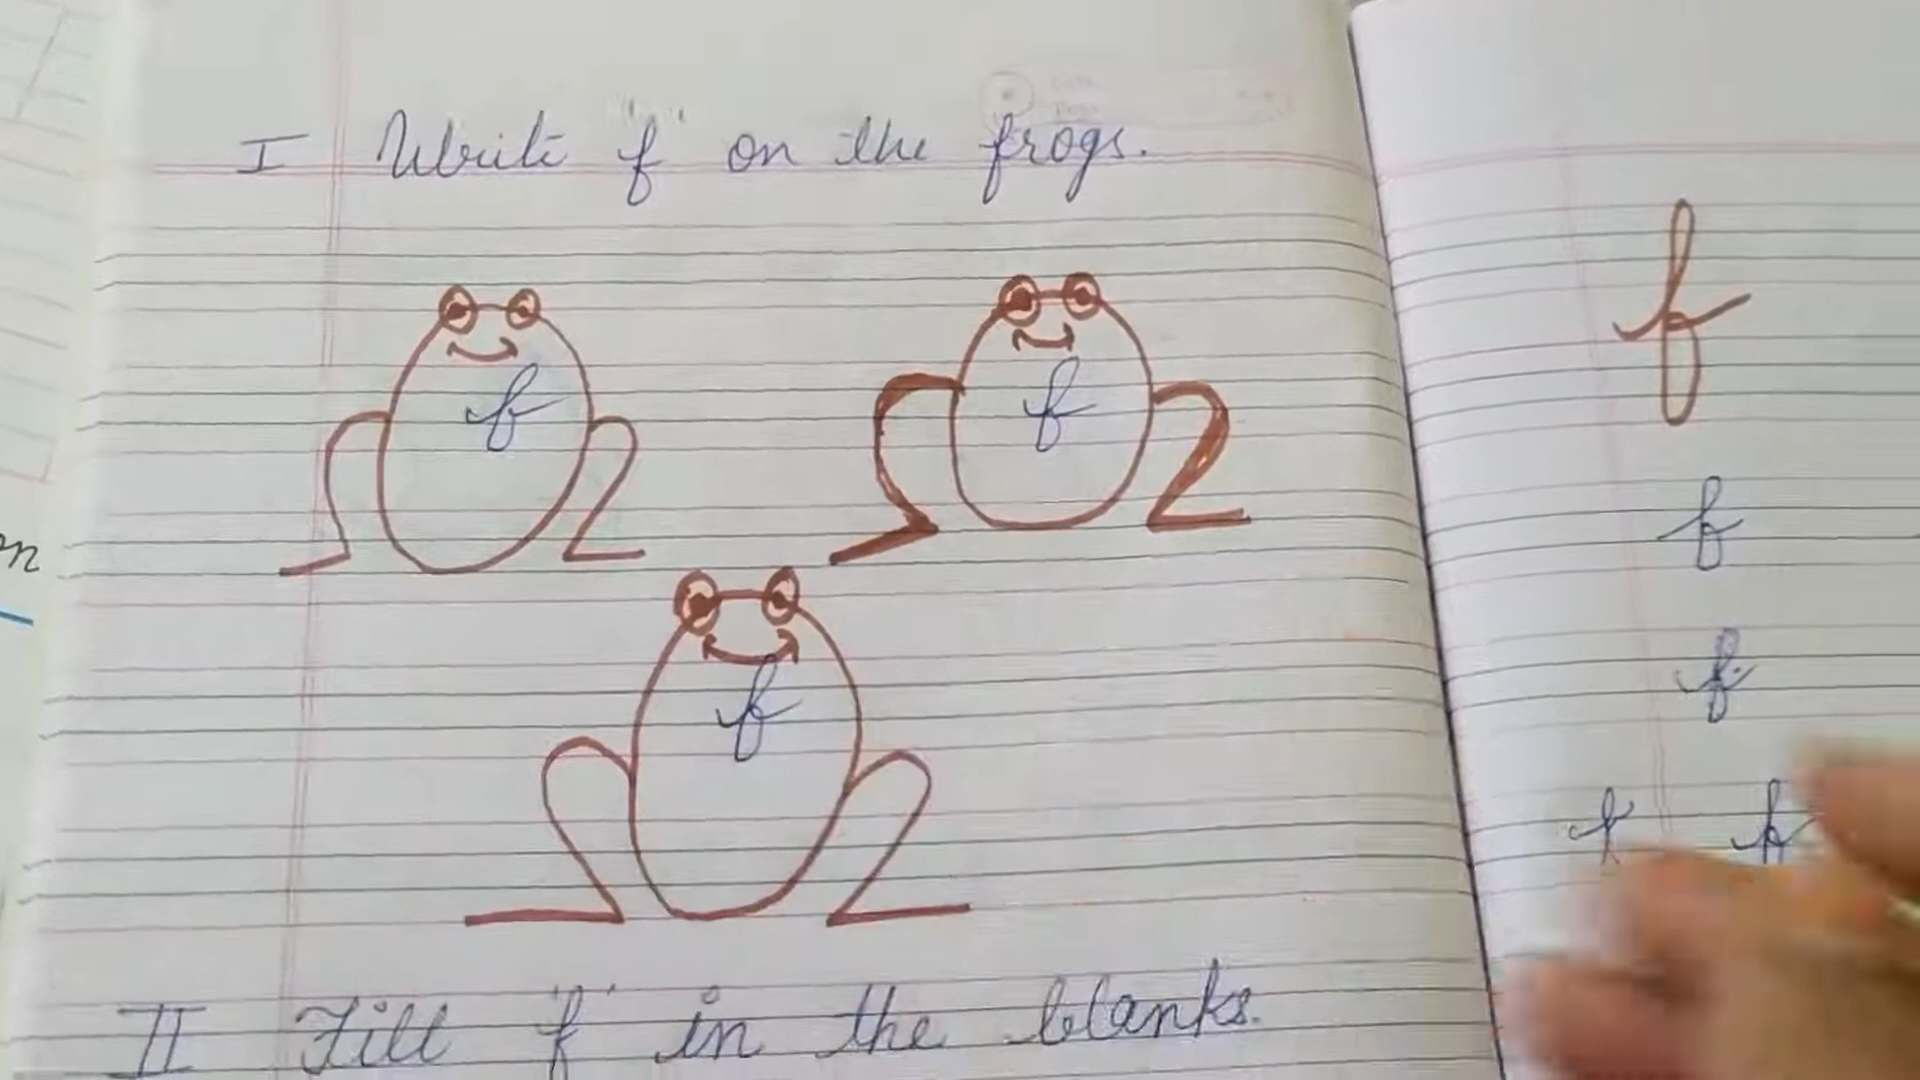 I Write "f" on the frogs.
f f
f
II Fill 'f' in the blanks.
n
f
f
f
f f